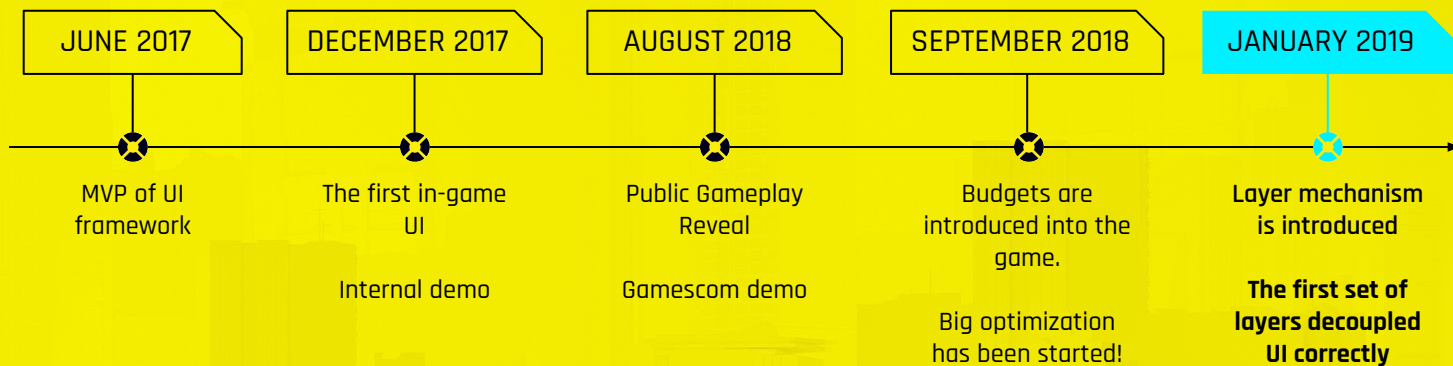 JUNE 2017
DECEMBER 2017
AUGUST 2018
SEPTEMBER 2018
JANUARY 2019
MVP of UI
framework
The first in-game
UI
Internal demo
Public Gameplay
Reveal
Gamescom demo
Budgets are
introduced into the
game.
Big optimization
has been started!
Layer mechanism
is introduced
The first set of
layers decoupled
UI correctly